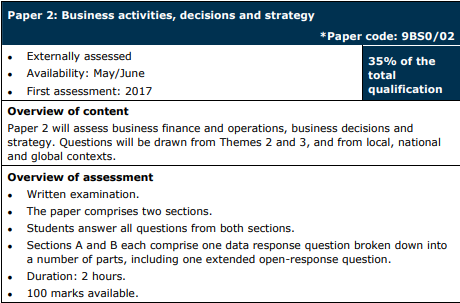 Paper 2: Business activities, decisions and strategy
*Paper code: 9BS0/02
• Externally assessed
• Availability: May/June
• First assessment: 2017
35% of the
total
qualification
Overview of content
Paper 2 will assess business finance and operations, business decisions and
strategy. Questions will be drawn from Themes 2 and 3, and from local, national
and global contexts.
Overview of assessment
• Written examination.
• The paper comprises two sections.
• Students answer all questions from both sections.
• Sections A and B each comprise one data response question broken down into
a number of parts, including one extended open-response question.
• Duration: 2 hours.
• 100 marks available.